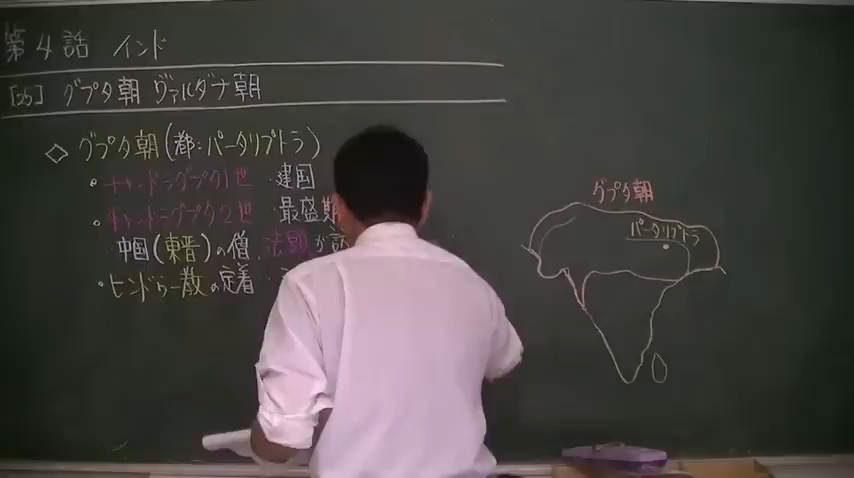 第4話 インド
[25] グプタ朝 ヴァルダナ朝
◇ グプタ朝(都:パータリプトラ)
・チャンドラグプタ1世 ・建国
・チャンドラグプタ2世 ・最盛期
中国(東晋)の僧、法顕が訪
・ヒンドゥー教の定着
グプタ朝
パータリプトラ